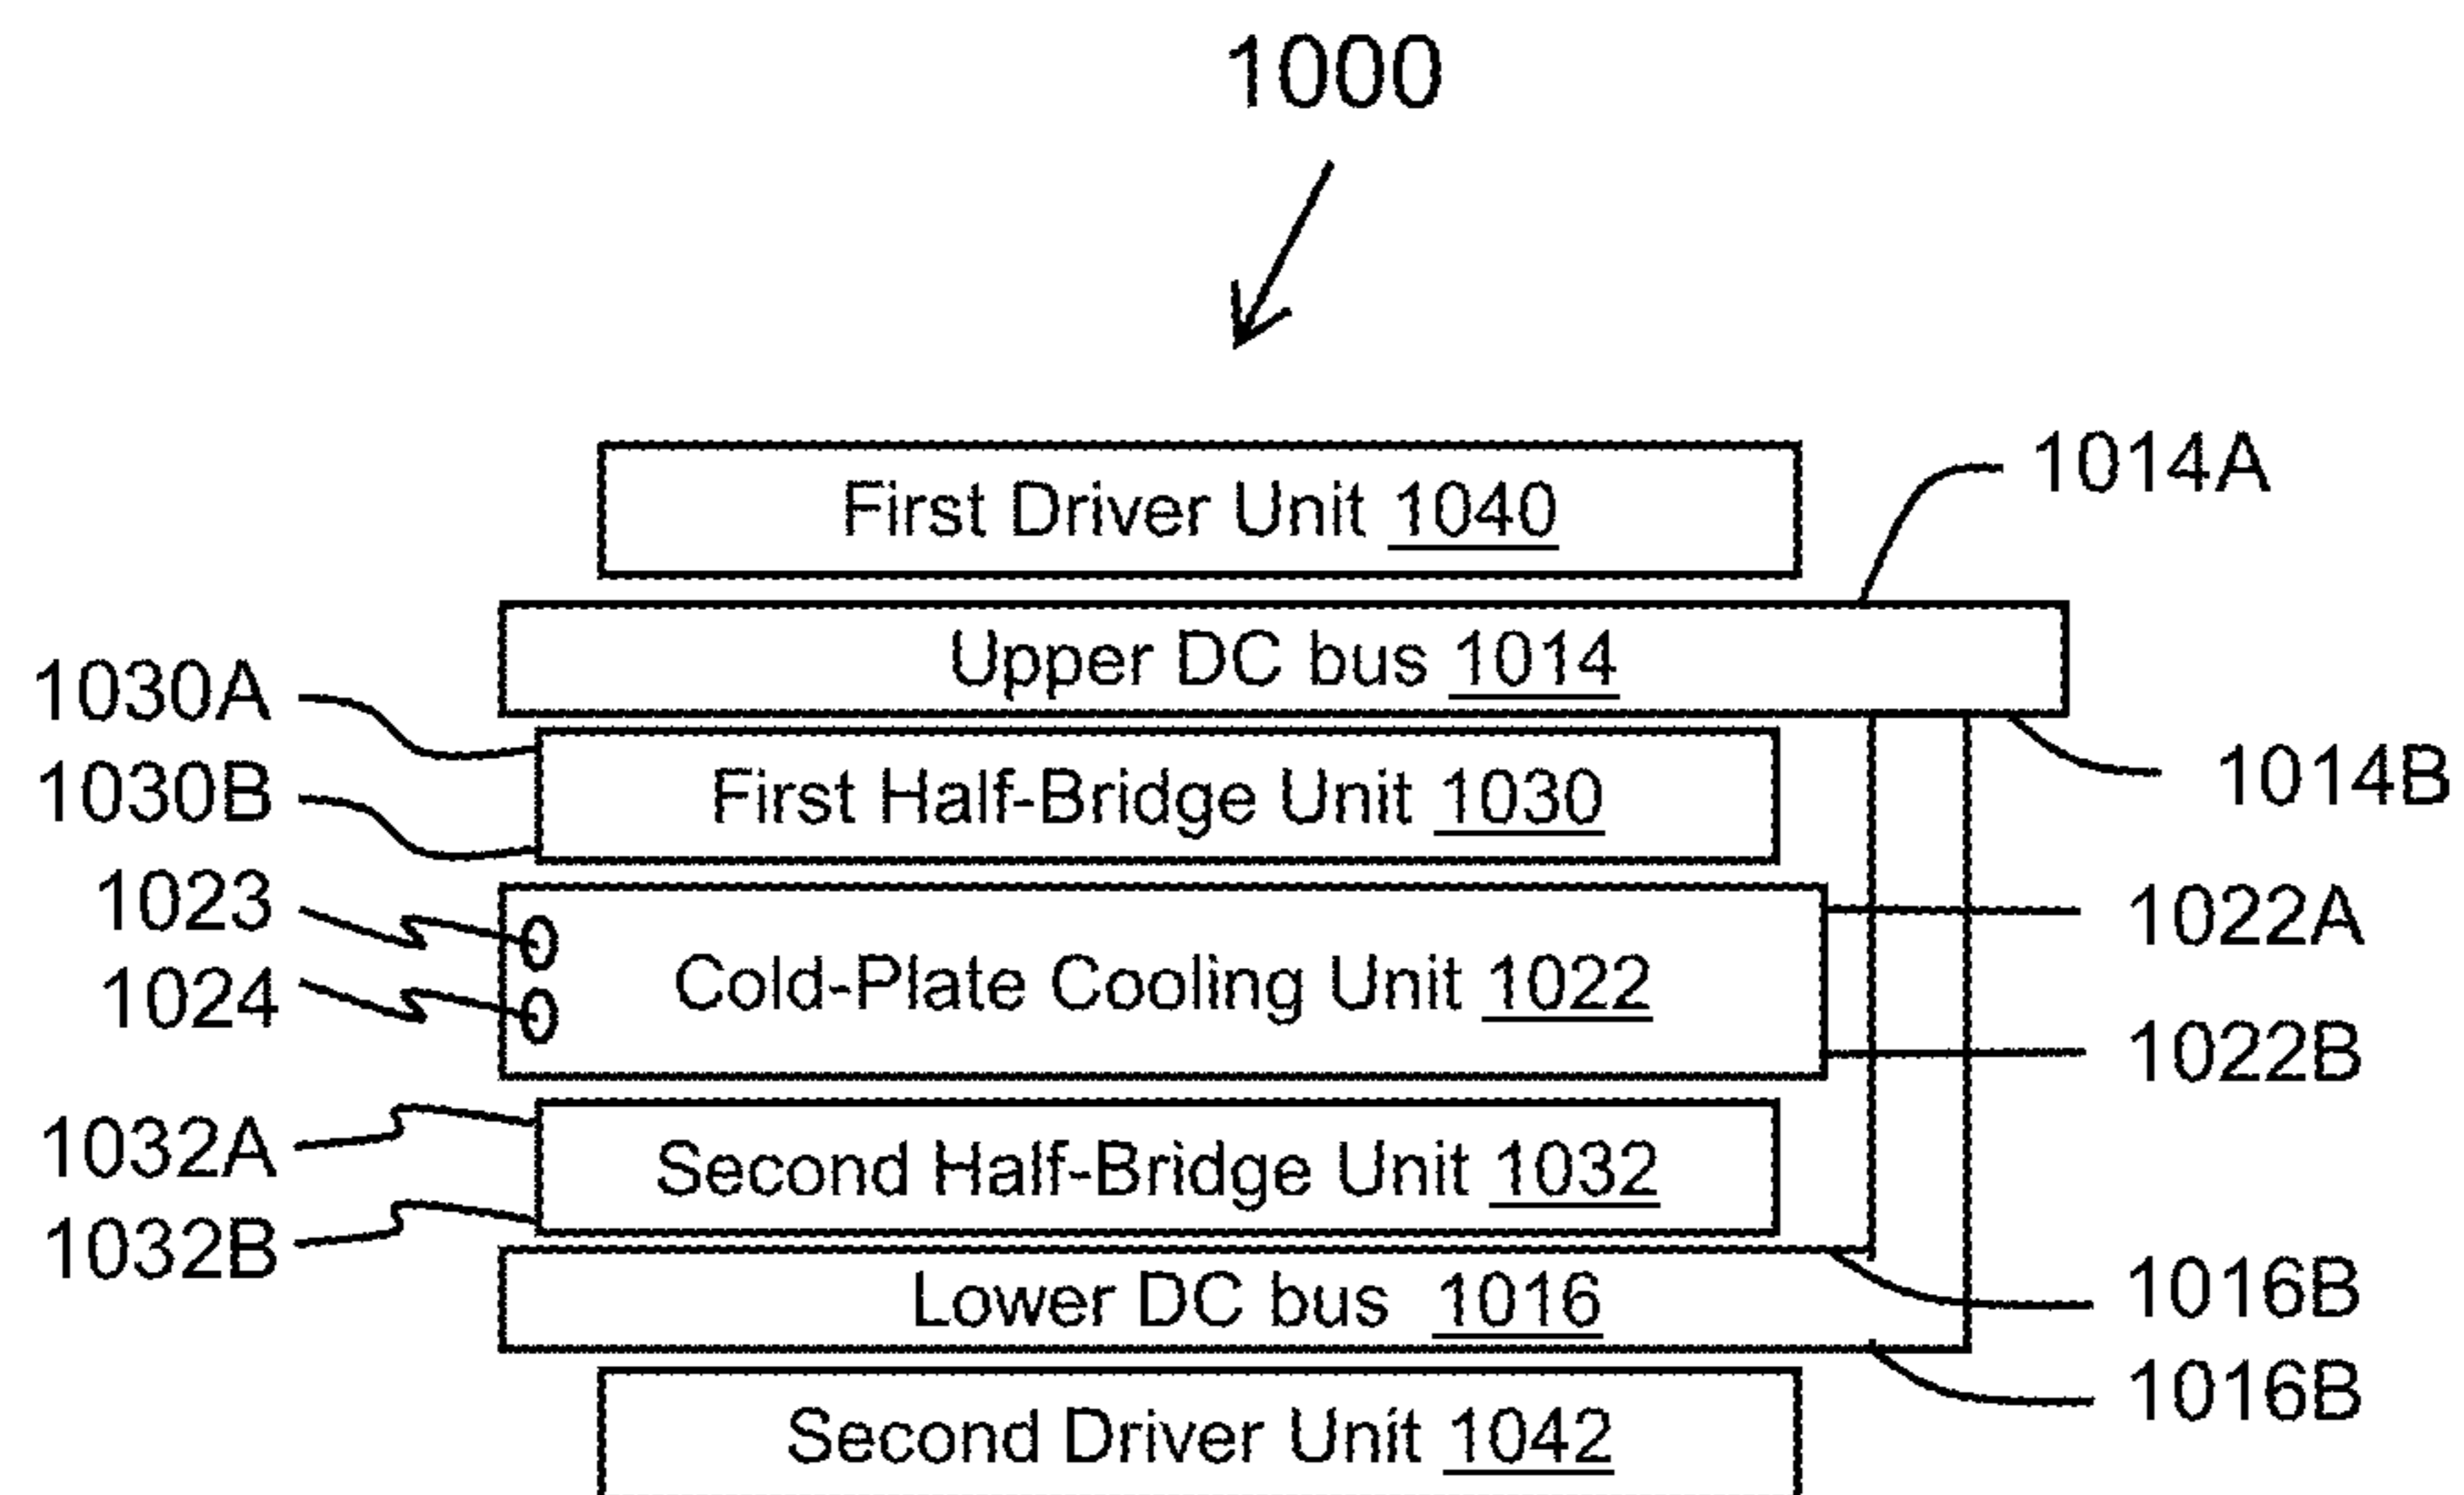 1000
First Driver Unit 1040
1014A
Upper DC bus 1014
1030A
1014B
1030B
First Half-Bridge Unit 1030
1023
1022A
1024
Cold-Plate Cooling Unit 1022
1022B
1032A
Second Half-Bridge Unit 1032
1032B
1016B
Lower DC bus 1016
1016B
Second Driver Unit 1042